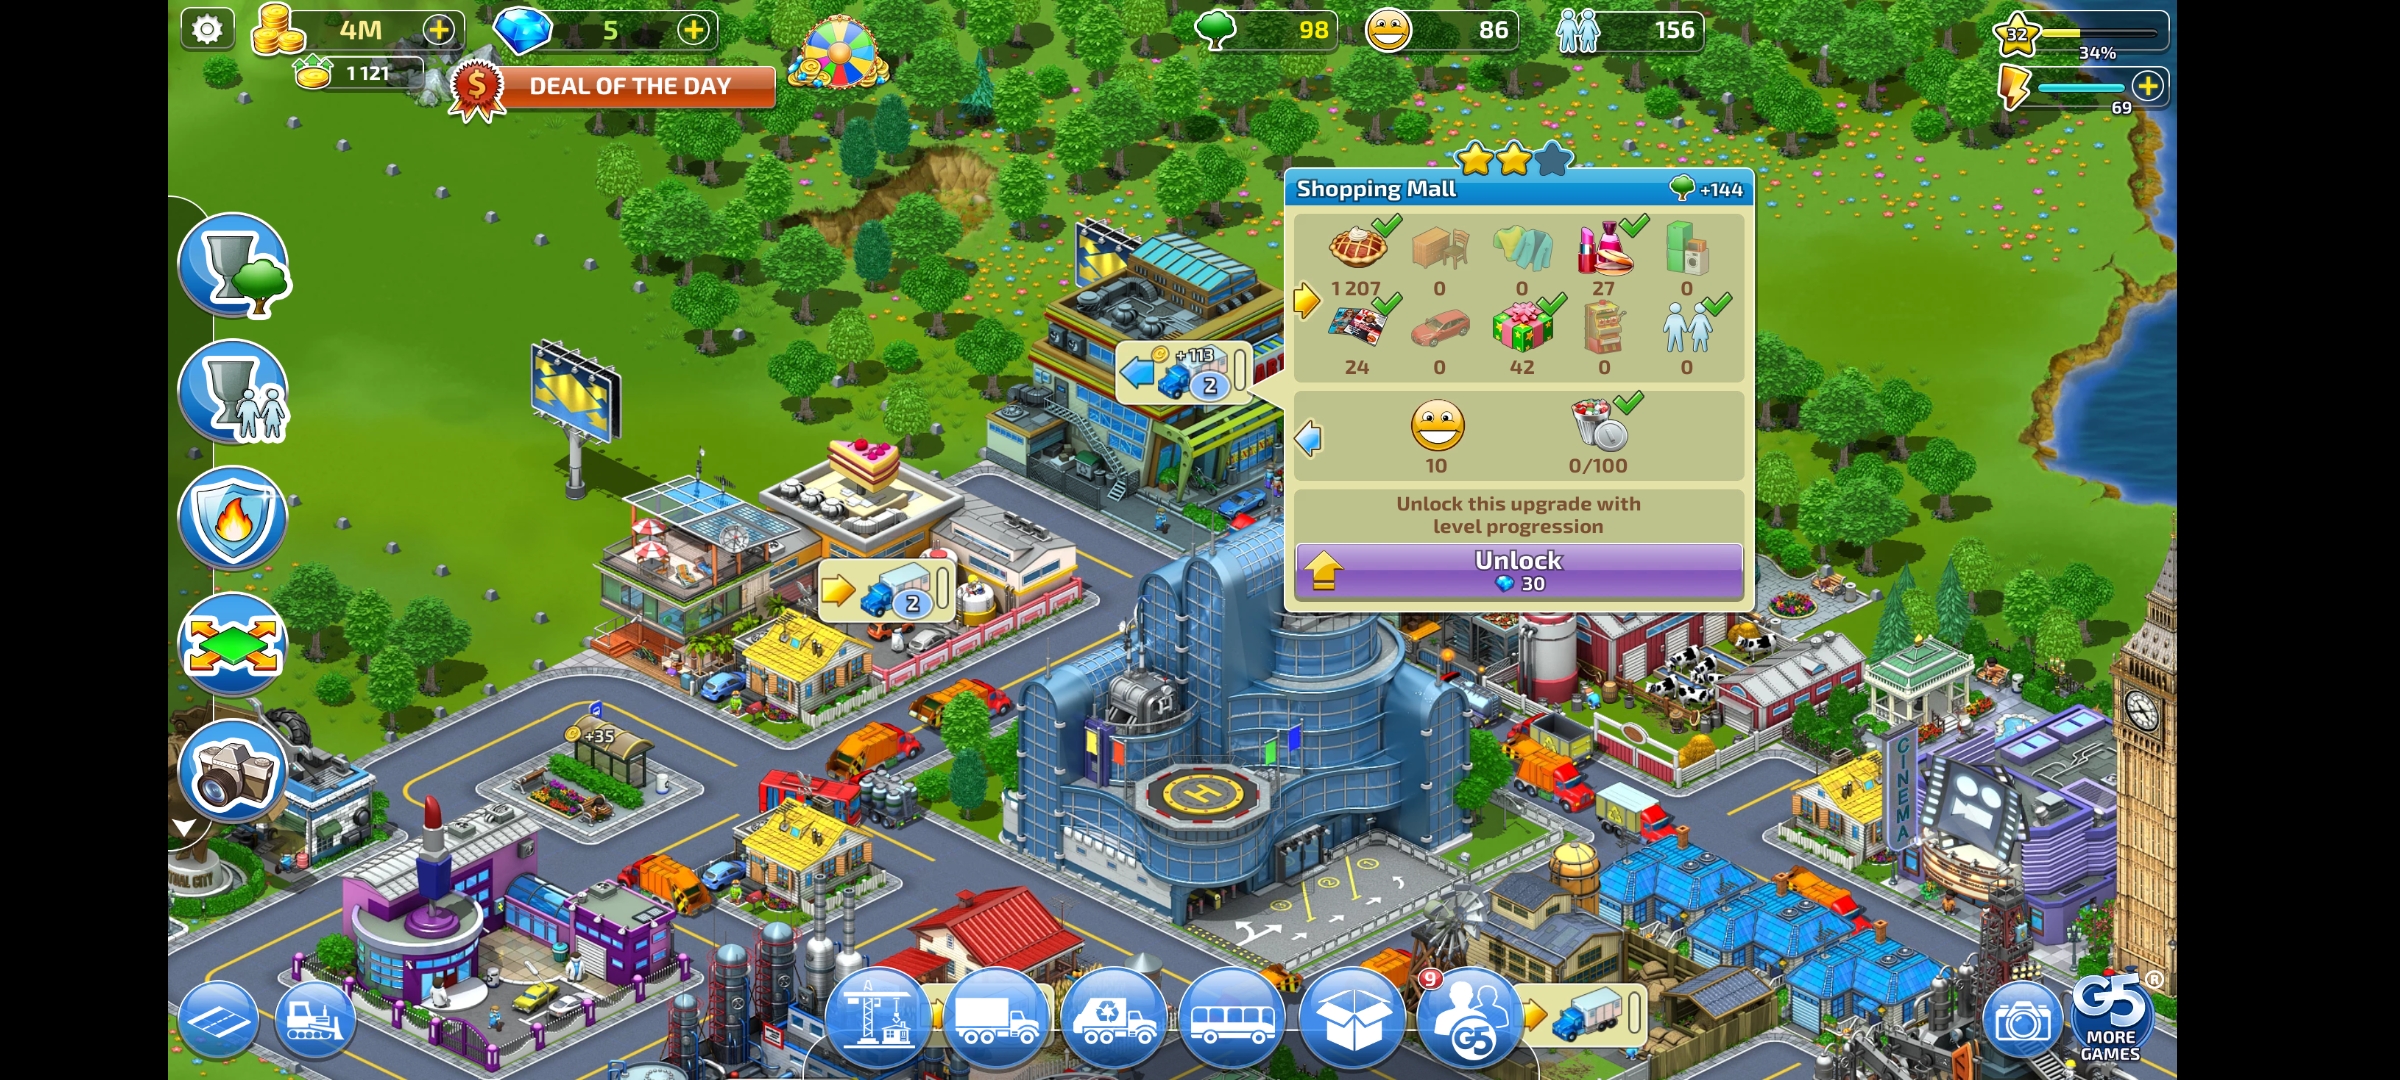 4M
5
98
86
156
32
34%
1 121
DEAL OF THE DAY
69
Shopping Mall
+144
1 207
0
0
27
0
24
0
42
0
0
10
0/100
Unlock this upgrade with
level progression
Unlock
30
+113
2
2
+35
CINEMA
H
9
G5
G5
MORE
GAMES